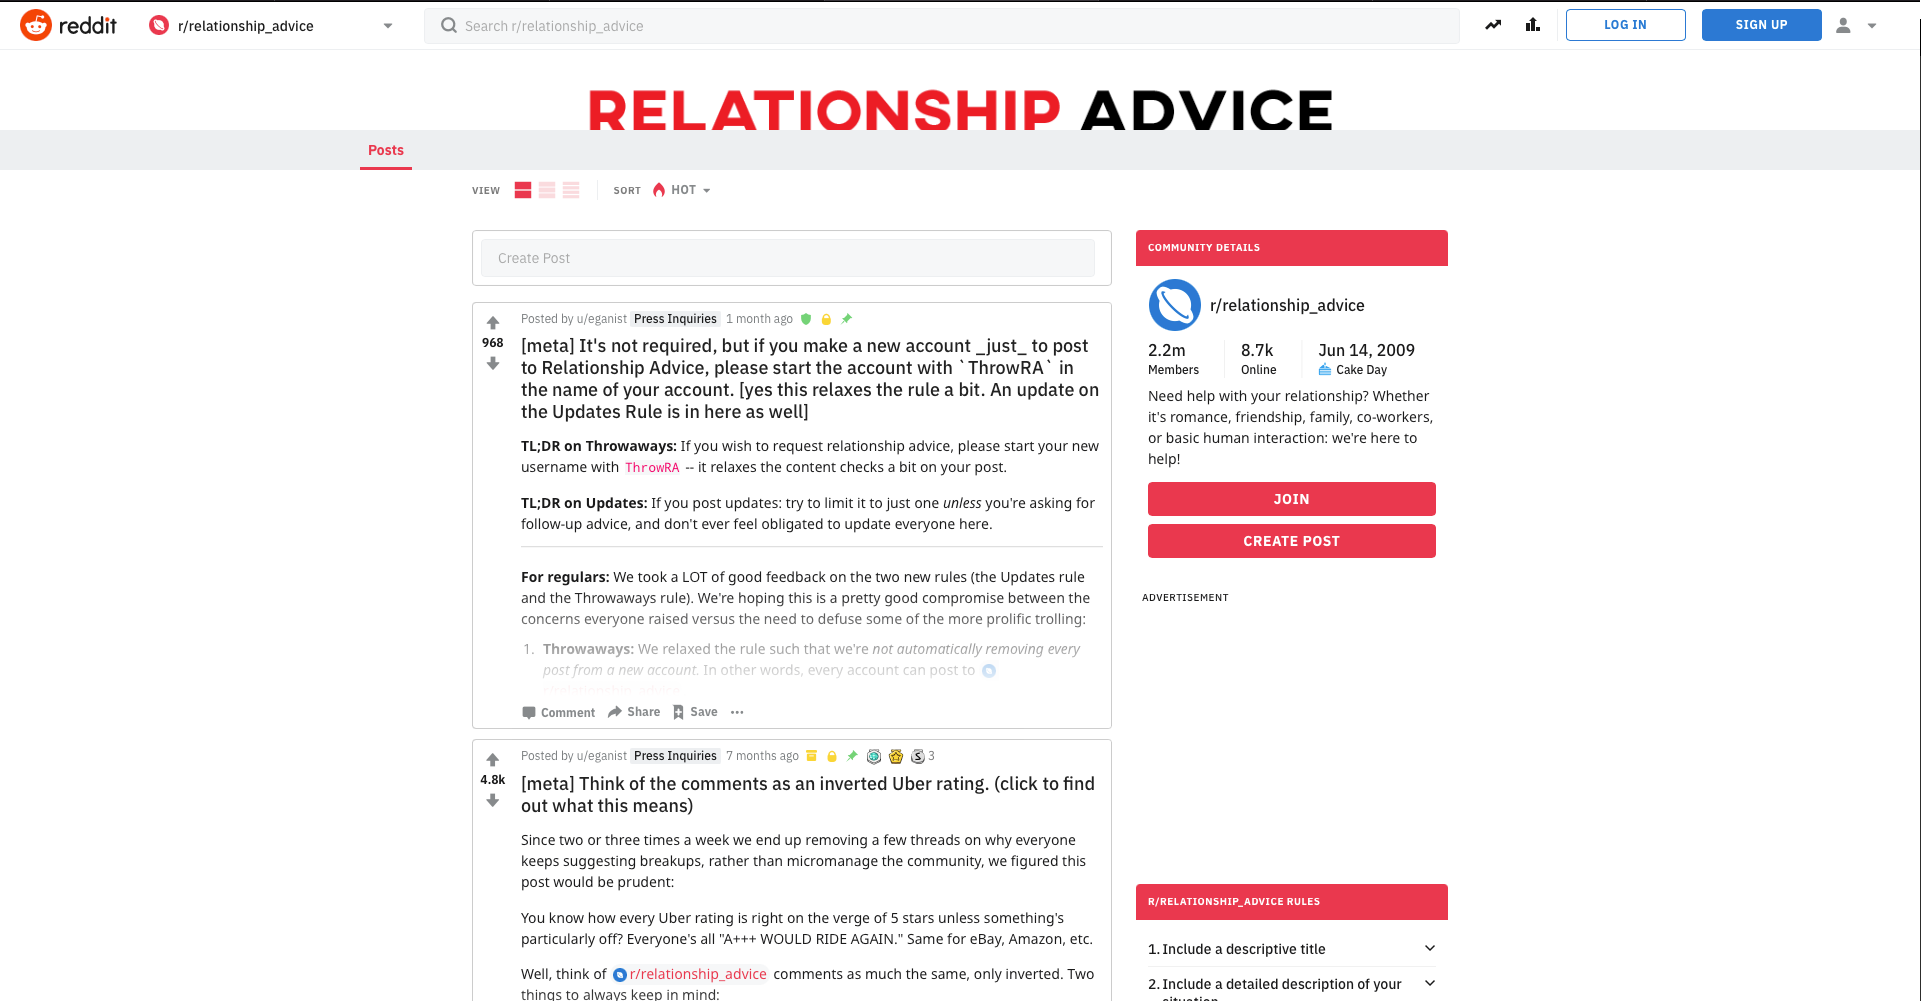 reddit
r/relationship_advice
Search r/relationship_advice
LOG IN
SIGN UP
RELATIONSHIP ADVICE
Posts
VIEW
SORT
HOT
Create Post
968
Posted by u/eganist Press Inquiries 1 month ago
[meta] It's not required, but if you make a new account _just_ to post
to Relationship Advice, please start the account with `ThrowRA` in
the name of your account. [yes this relaxes the rule a bit. An update on
the Updates Rule is in here as well]
TL;DR on Throwaways: If you wish to request relationship advice, please start your new
username with ThrowRA -- it relaxes the content checks a bit on your post.
TL;DR on Updates: If you post updates: try to limit it to just one unless you're asking for
follow-up advice, and don't ever feel obligated to update everyone here.
For regulars: We took a LOT of good feedback on the two new rules (the Updates rule
and the Throwaways rule). We're hoping this is a pretty good compromise between the
concerns everyone raised versus the need to defuse some of the more prolific trolling:
1. Throwaways: We relaxed the rule such that we're not automatically removing every
post from a new account. In other words, every account can post to
r/relationship_advice
Comment Share Save ...
4.8k
Posted by u/eganist Press Inquiries 7 months ago S 3
[meta] Think of the comments as an inverted Uber rating. (click to find
out what this means)
Since two or three times a week we end up removing a few threads on why everyone
keeps suggesting breakups, rather than micromanage the community, we figured this
post would be prudent:
You know how every Uber rating is right on the verge of 5 stars unless something's
particularly off? Everyone's all "A+++ WOULD RIDE AGAIN." Same for eBay, Amazon, etc.
Well, think of r/relationship_advice comments as much the same, only inverted. Two
things to always keep in mind:
COMMUNITY DETAILS
r/relationship_advice
2.2m 8.7k Jun 14, 2009
Members Online Cake Day
Need help with your relationship? Whether
it's romance, friendship, family, co-workers,
or basic human interaction: we're here to
help!
JOIN
CREATE POST
ADVERTISEMENT
R/RELATIONSHIP_ADVICE RULES
1. Include a descriptive title
2. Include a detailed description of your
situation